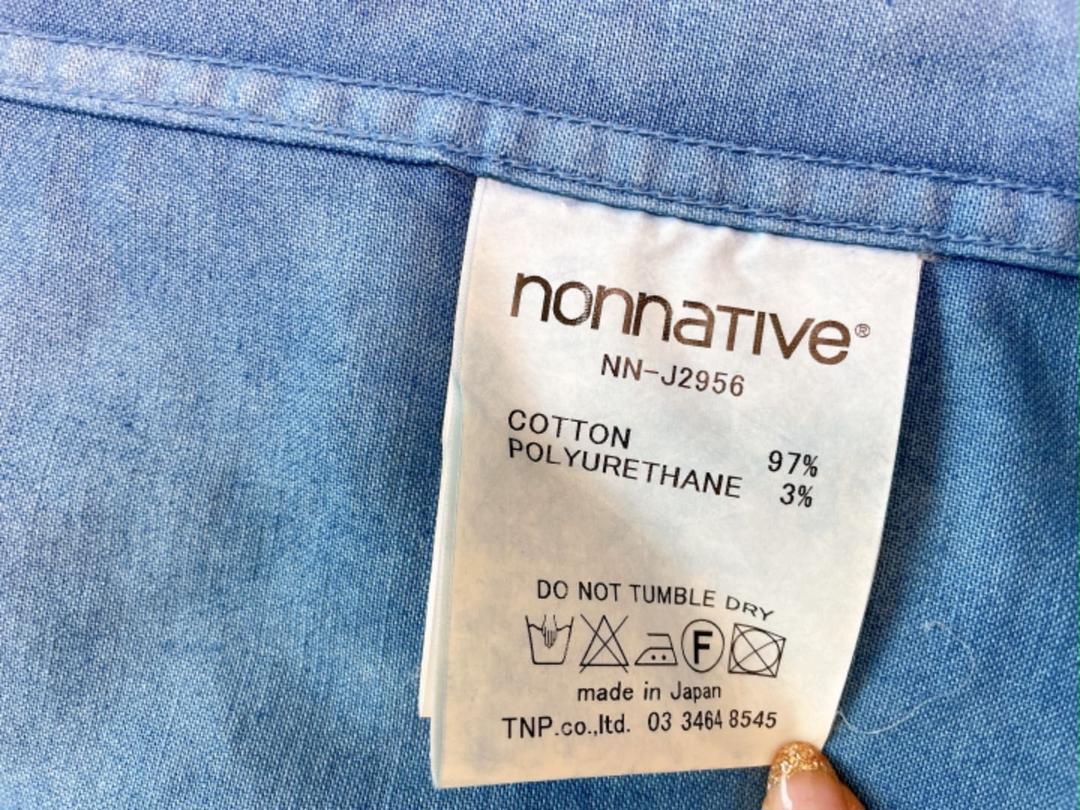 nonnaTIVe®
NN-J2956
COTTON 97%
POLYURETHANE 3%
DO NOT TUMBLE DRY
F
made in Japan
TNP.co.,ltd. 03 3464 8545